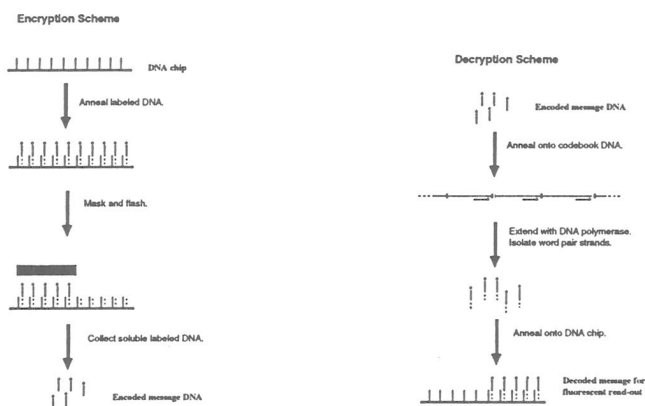 Encryption Scheme
DNA chip
Anneal labeled DNA.
Mask and flash.
Collect soluble labeled DNA.
Encoded message DNA
Decryption Scheme
Encoded message DNA
Anneal onto codebook DNA.
Extend with DNA polymerase.
Isolate word pair strands.
Anneal onto DNA chip.
Decoded message for
fluorescent read-out